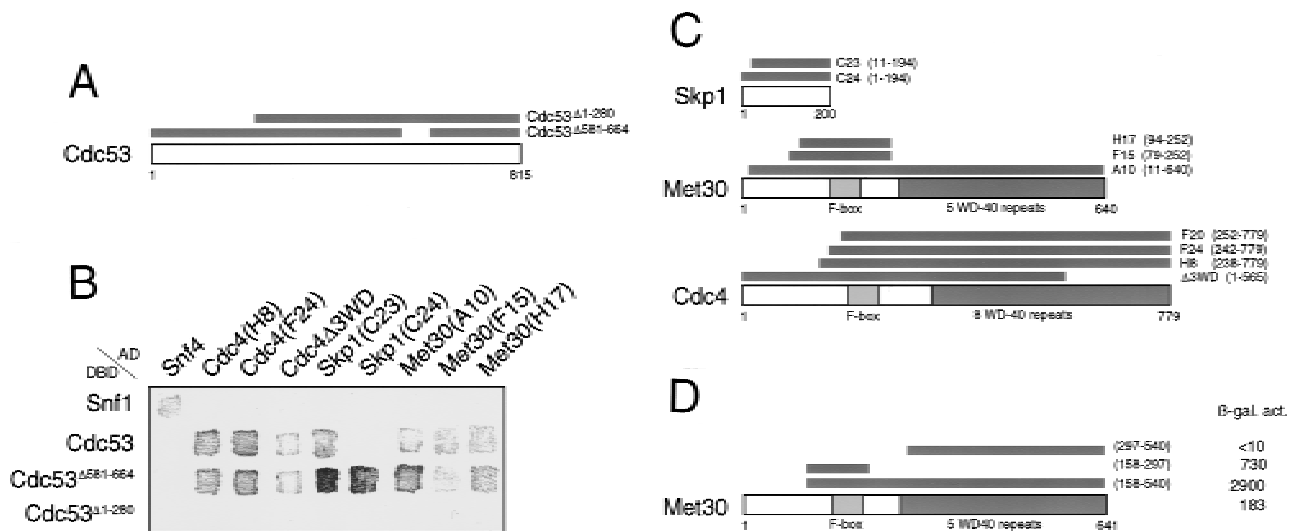 A
Cdc53Δ1-280
Cdc53Δ581-664
Cdc53
1
815
B
AD
DBID
Snf4
Cdc4(H8)
Cdc4(F24)
Cdc4Δ3WD
Skp1(C23)
Skp1(C24)
Met30(A10)
Met30(F15)
Met30(H17)
Snf1
Cdc53
Cdc53Δ581-664
Cdc53Δ1-280
C
C23 (11-194)
C24 (1-194)
Skp1
1
200
H17 (94-252)
F15 (79-252)
A10 (11-640)
Met30
1
F-box
5 WD-40 repeats
640
F20 (252-779)
F24 (242-779)
H8 (238-779)
Δ3WD (1-565)
Cdc4
1
F-box
8 WD-40 repeats
779
D
ß-gal. act.
(297-640)
<10
(158-297)
730
(158-640)
2900
Met30
183
1
F-box
5 WD40 repeats
641